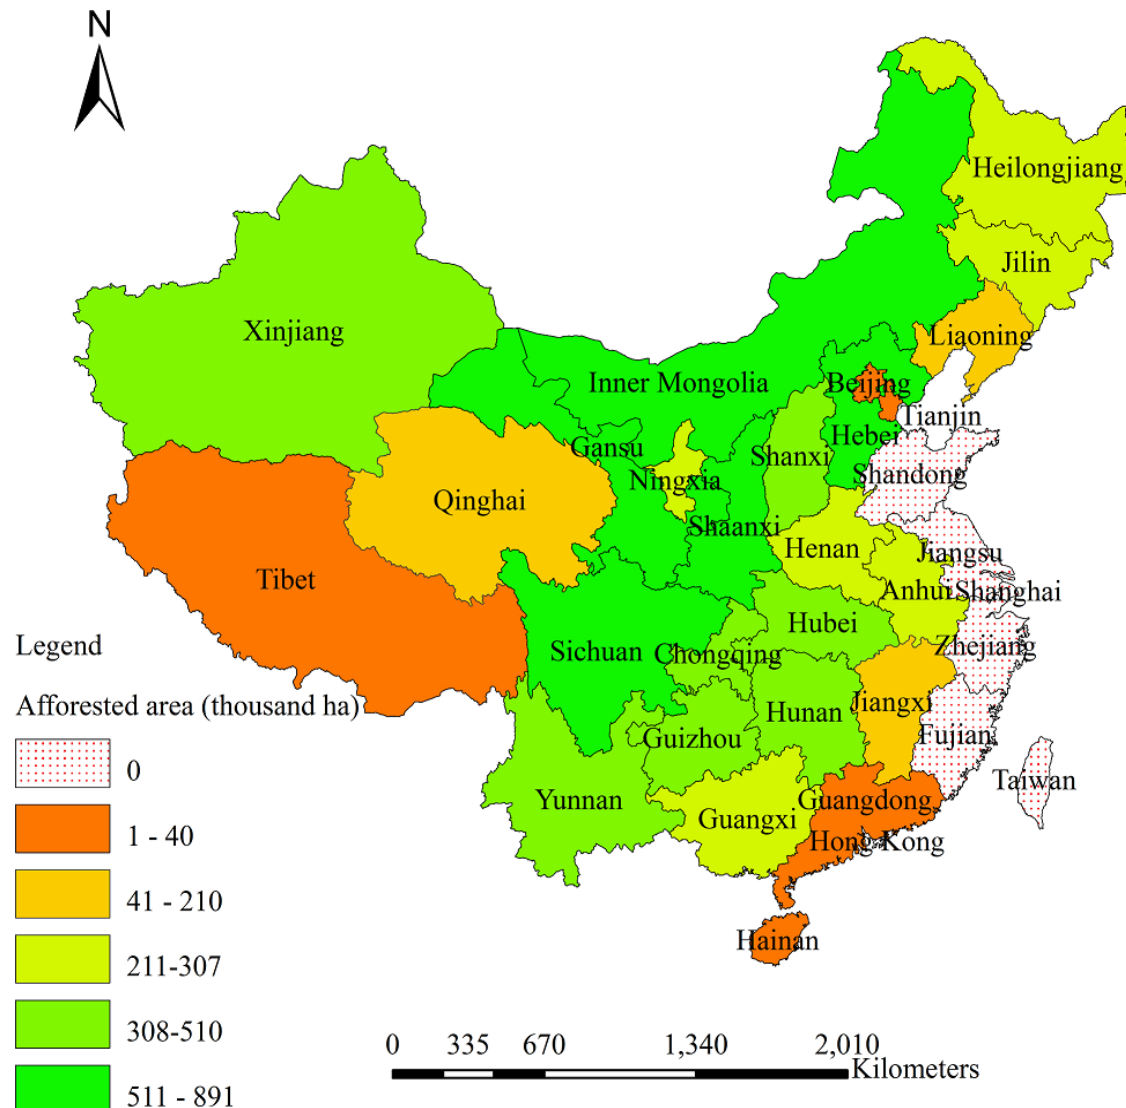 N
Heilongjiang
Jilin
Xinjiang
Liaoning
Inner Mongolia
Beijing
Tianjin
Hebei
Gansu
Shanxi
Shandong
Ningxia
Qinghai
Shaanxi
Henan
Jiangsu
Tibet
Anhui
Shanghai
Hubei
Zhejiang
Sichuan
Chongqing
Jiangxi
Hunan
Fujian
Guizhou
Taiwan
Yunnan
Guangdong
Guangxi
Hong Kong
Hainan
Legend
Afforested area (thousand ha)
0
1 - 40
41 - 210
211-307
308-510
511 - 891
0 335 670 1,340 2,010
Kilometers